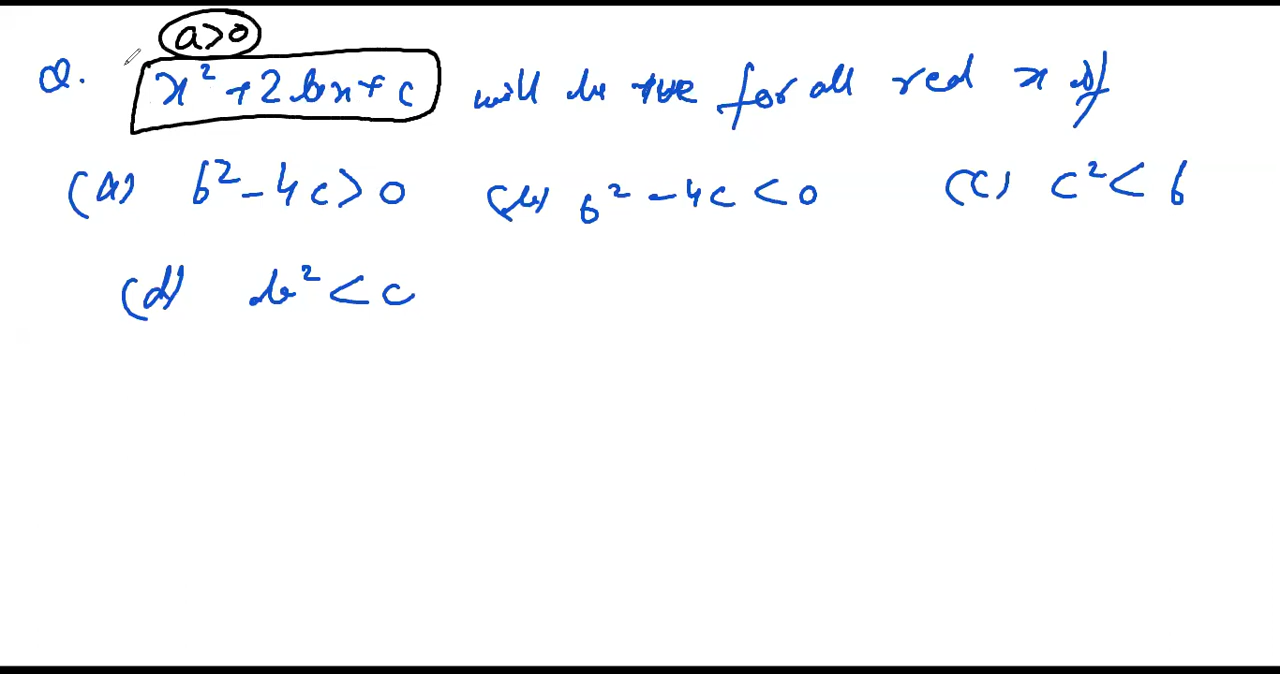 a>0
Q. x² + 2bx + c will be +ve for all real x if
(a) b² - 4c > 0 (b) b² - 4c < 0 (c) c² < b
(d) b² < c